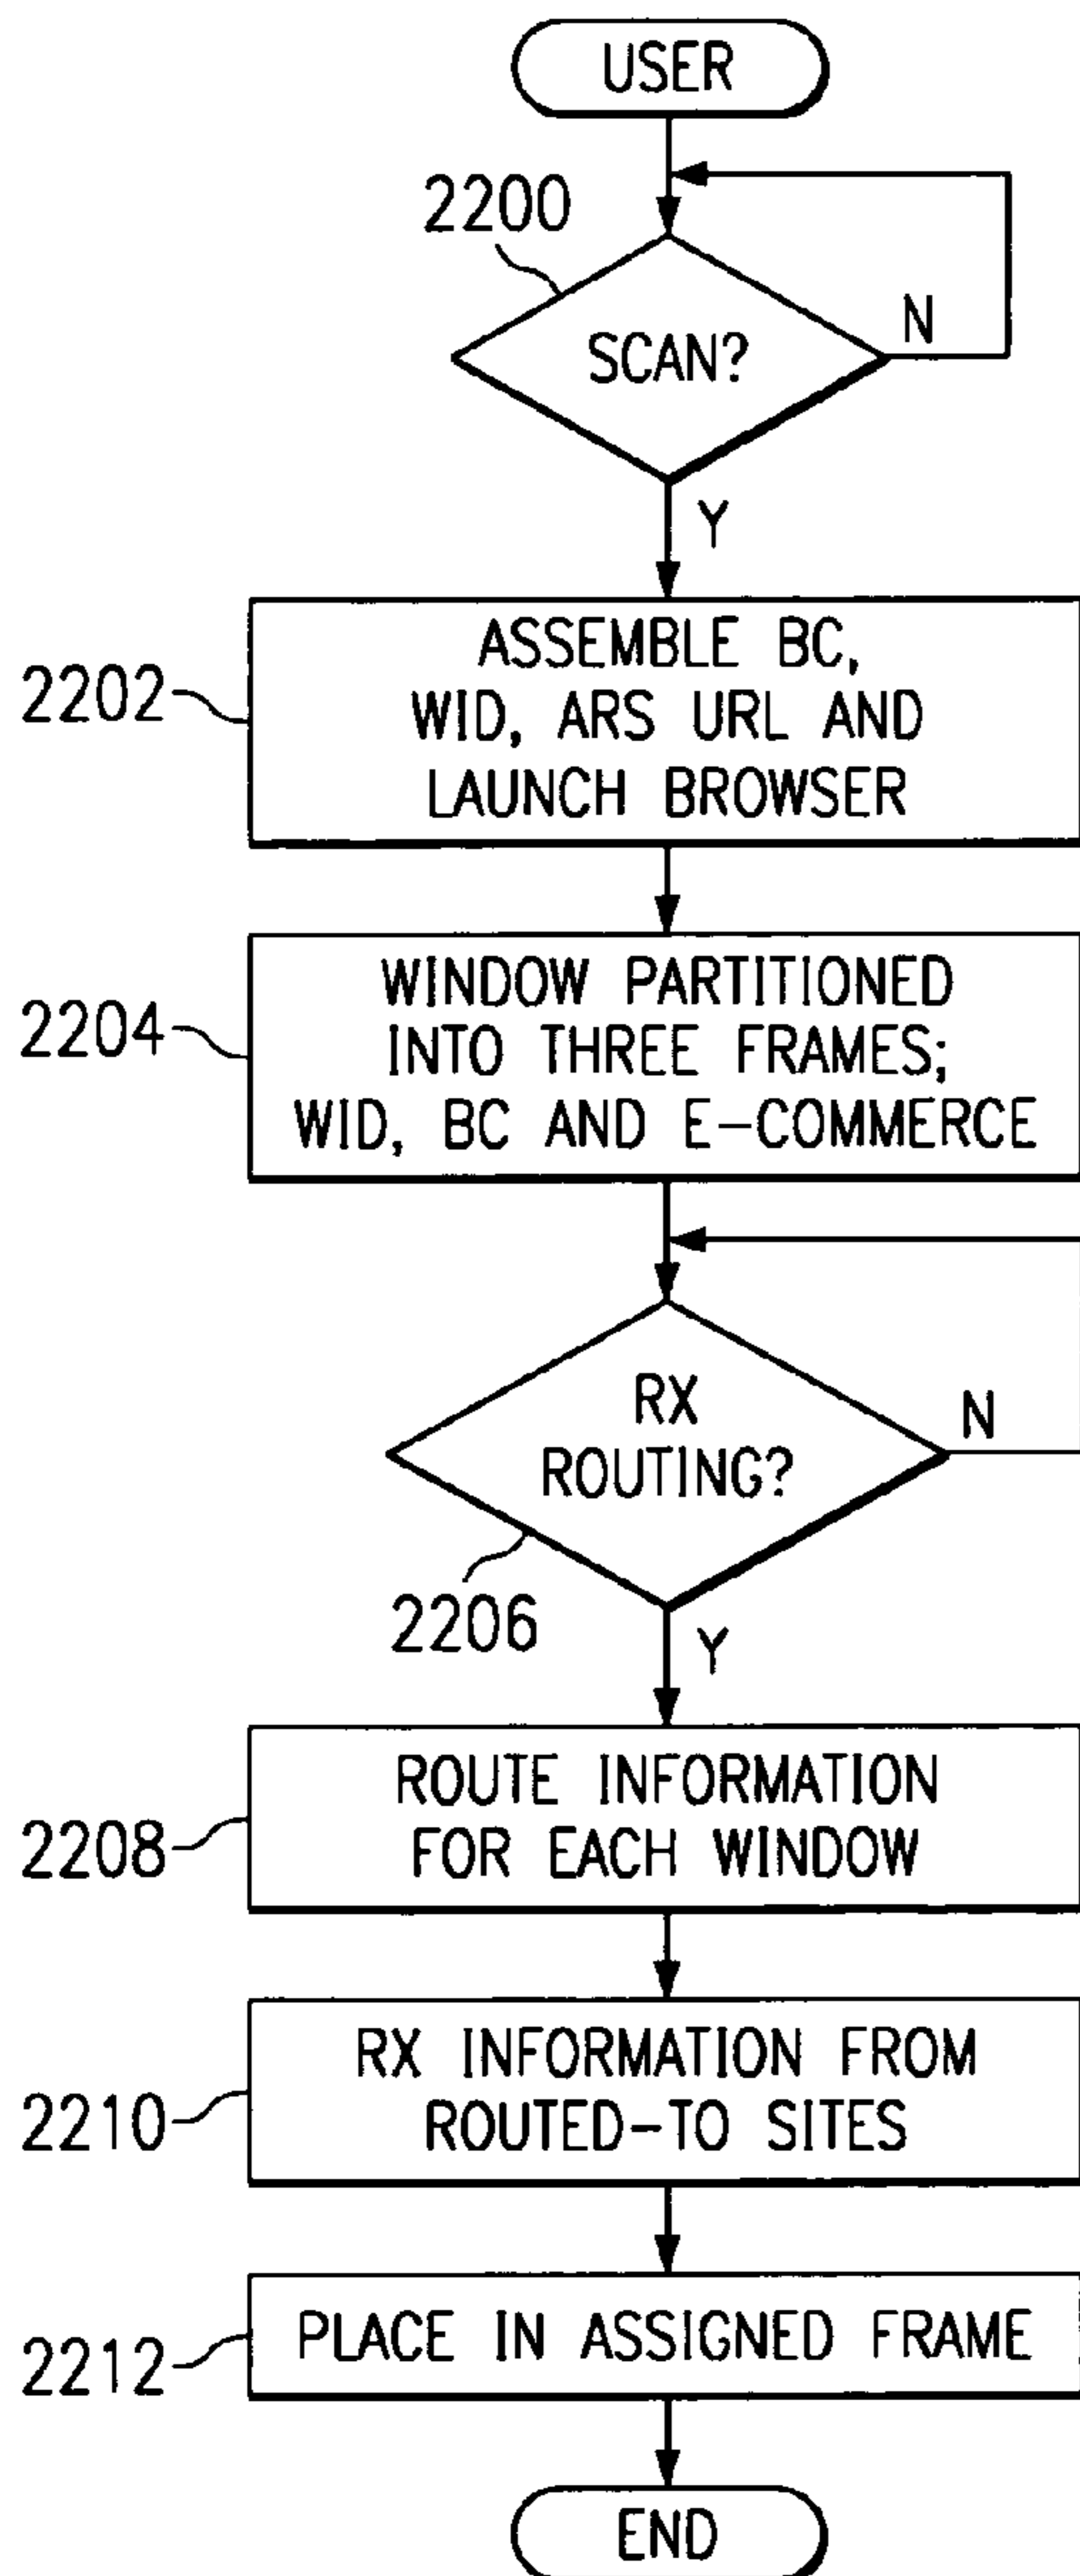 USER
2200
SCAN?
N
Y
2202
ASSEMBLE BC,
WID, ARS URL AND
LAUNCH BROWSER
2204
WINDOW PARTITIONED
INTO THREE FRAMES;
WID, BC AND E-COMMERCE
RX
ROUTING?
N
2206
Y
2208
ROUTE INFORMATION
FOR EACH WINDOW
2210
RX INFORMATION FROM
ROUTED-TO SITES
2212
PLACE IN ASSIGNED FRAME
END